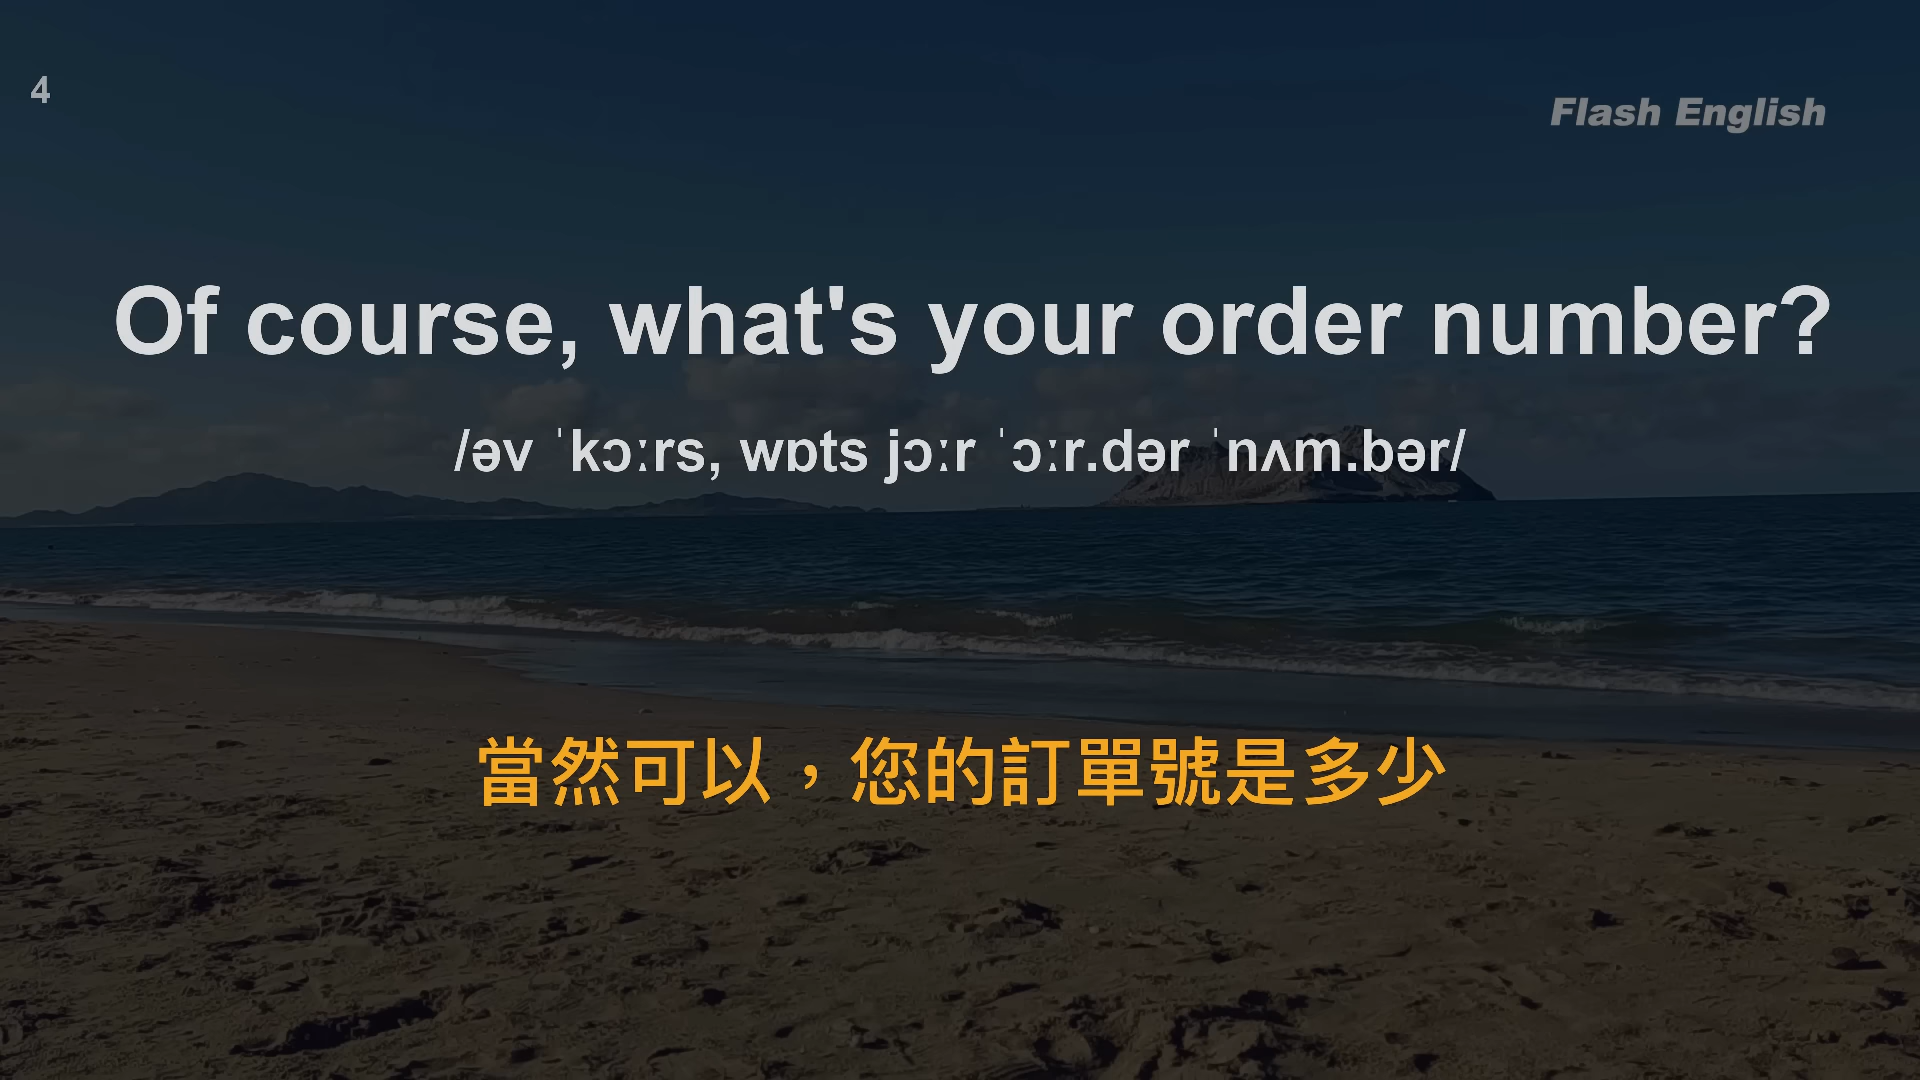 4
Flash English
Of course, what's your order number?
/əv ˈkɔːrs, wɒts jɔːr ˈɔːr.dər ˈnʌm.bər/
當然可以，您的訂單號是多少